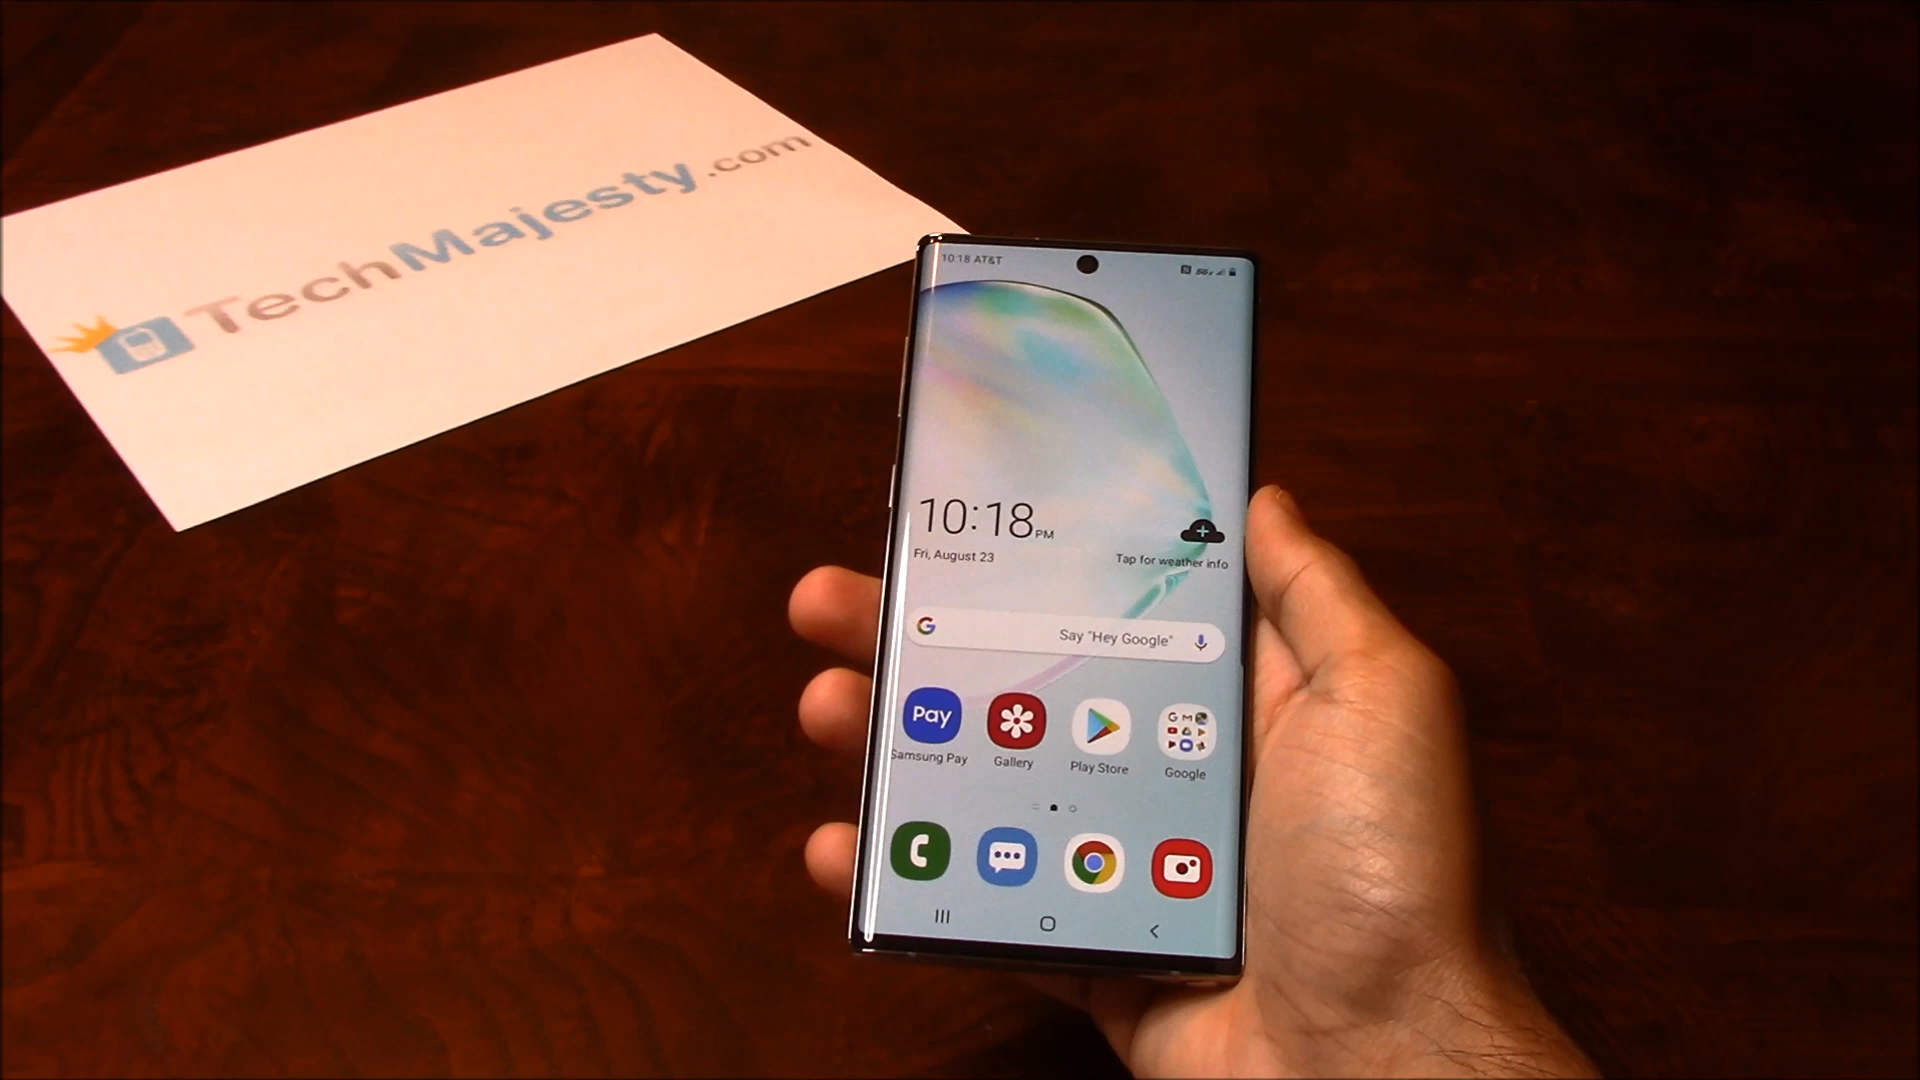 TechMajesty.com
10:18 AT&T
10:18 PM
Fri, August 23
Tap for weather info
G
Say "Hey Google"
Pay
Samsung Pay
Gallery
Play Store
Google